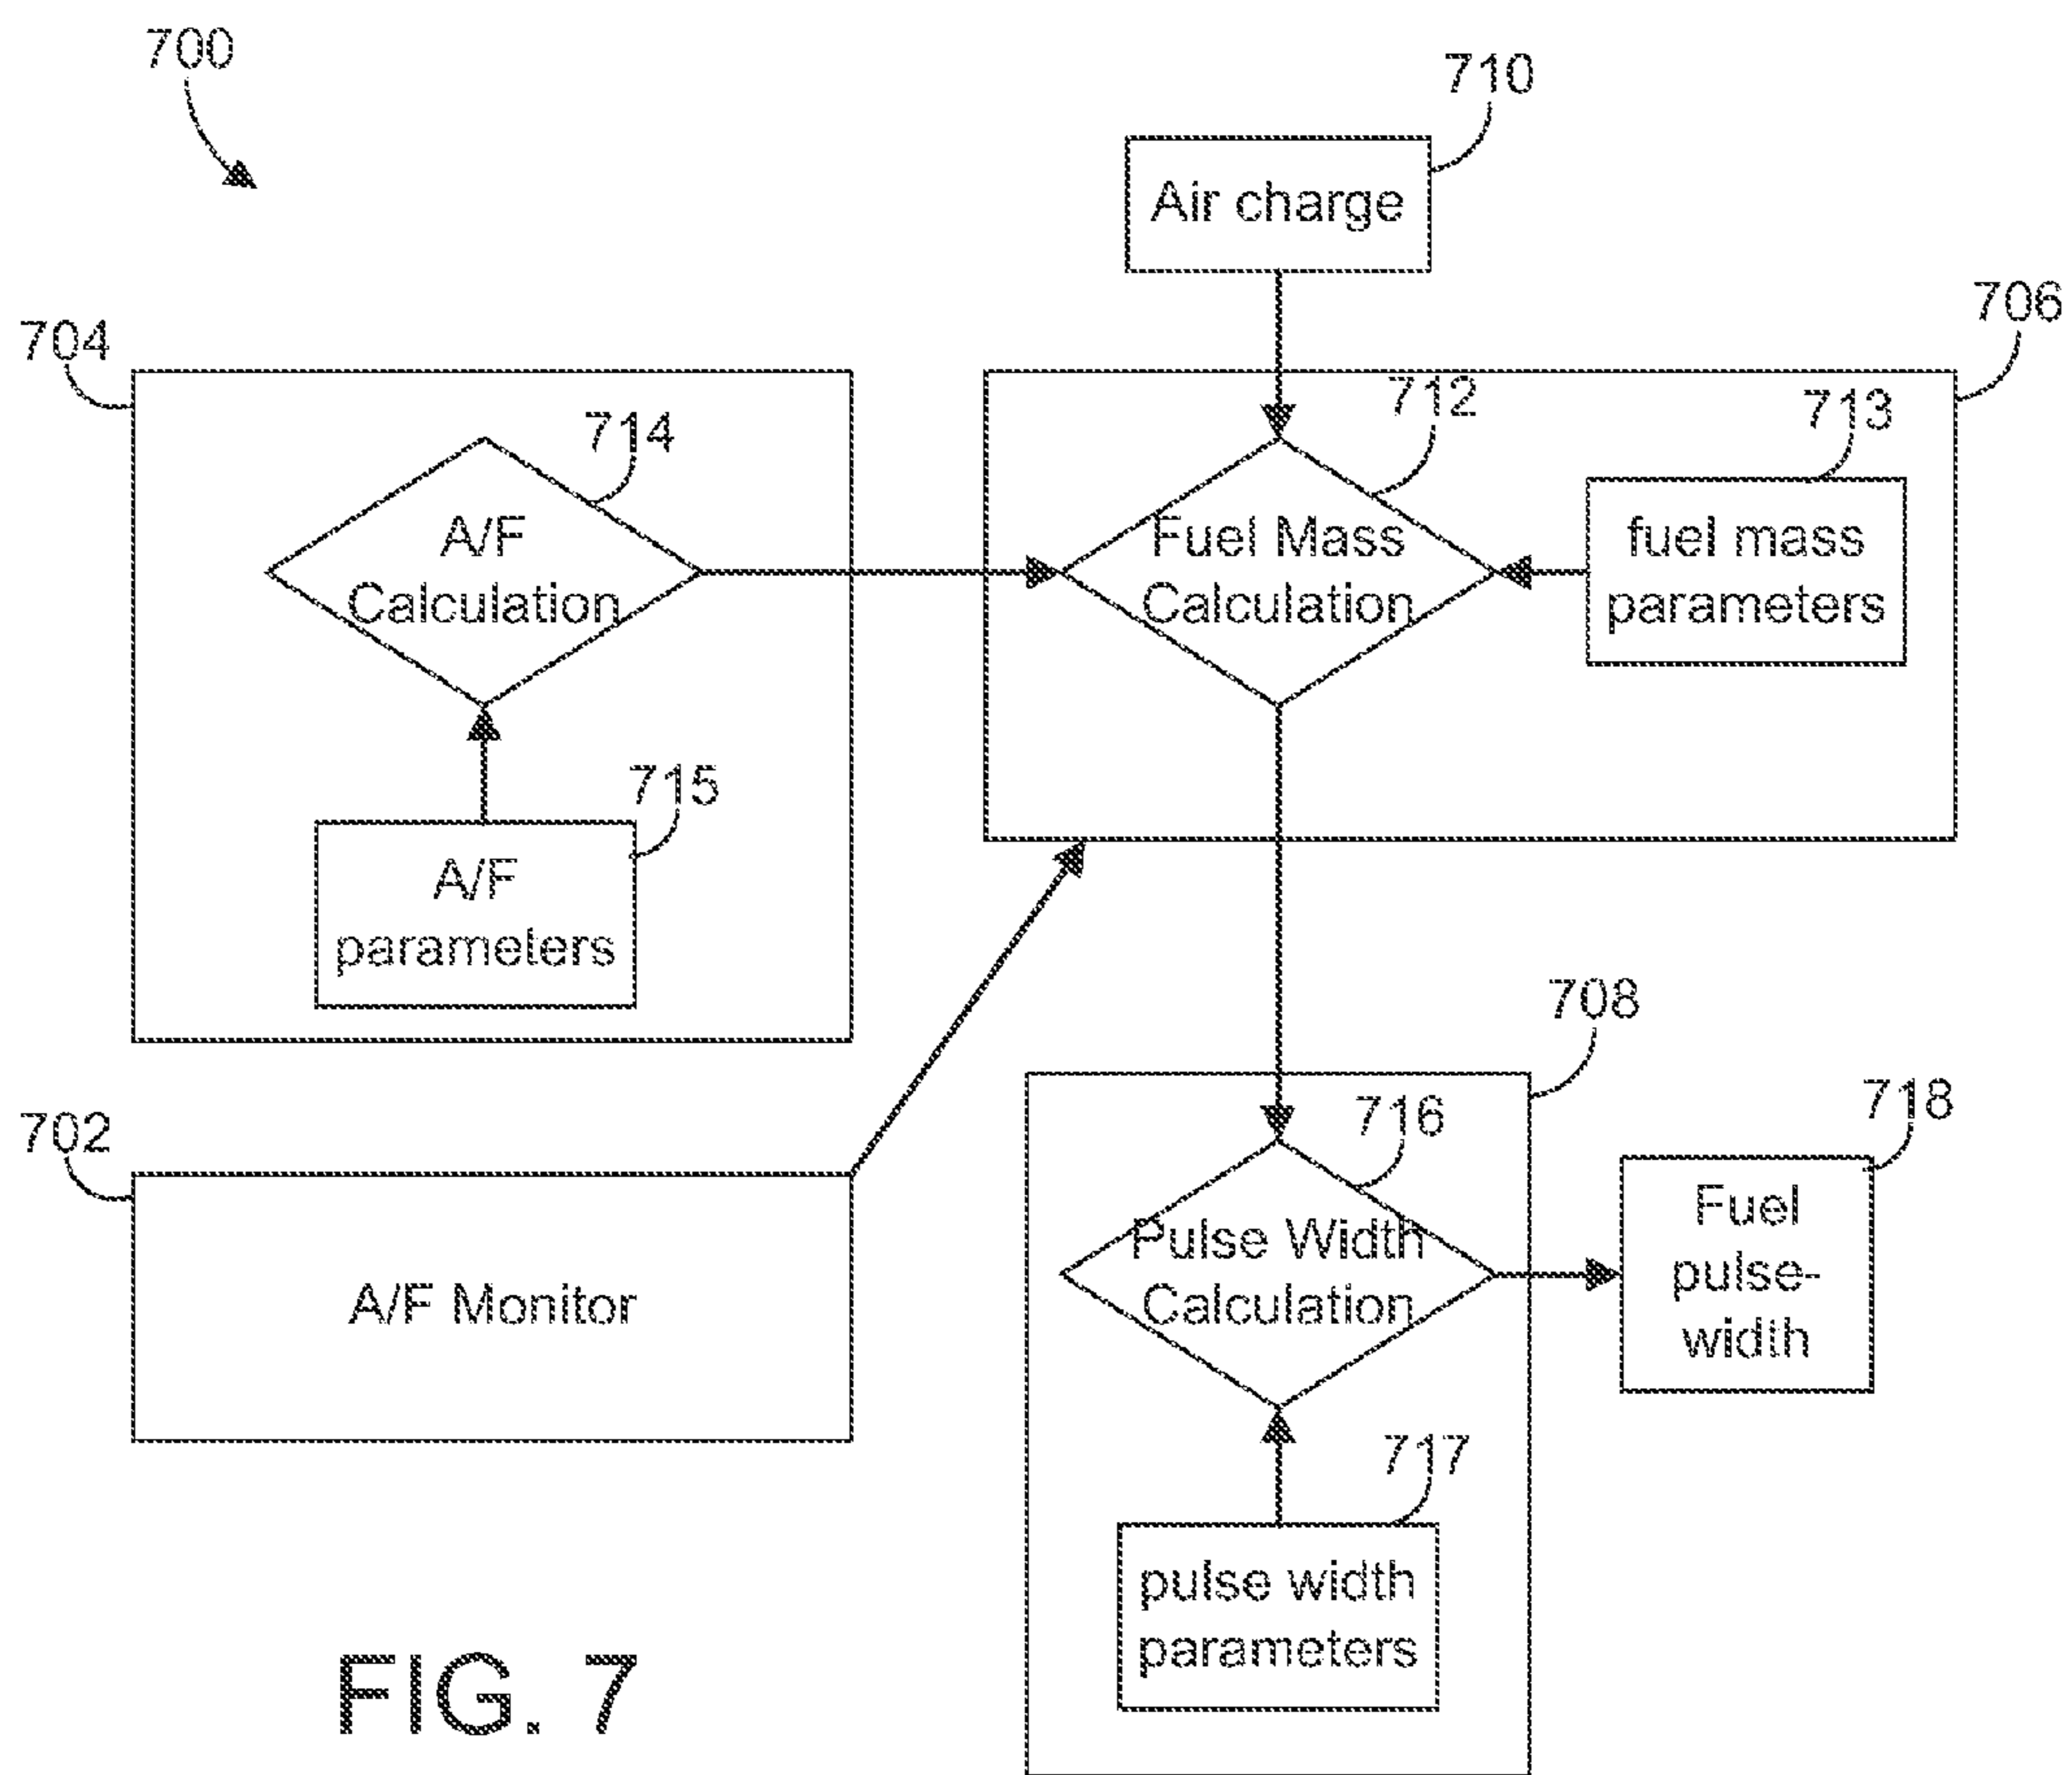 700
710
Air charge
706
704
712
713
714
A/F
Calculation
Fuel Mass
Calculation
fuel mass
parameters
715
A/F
parameters
708
702
716
718
A/F Monitor
Pulse Width
Calculation
Fuel
pulse-
width
717
pulse width
parameters
FIG. 7